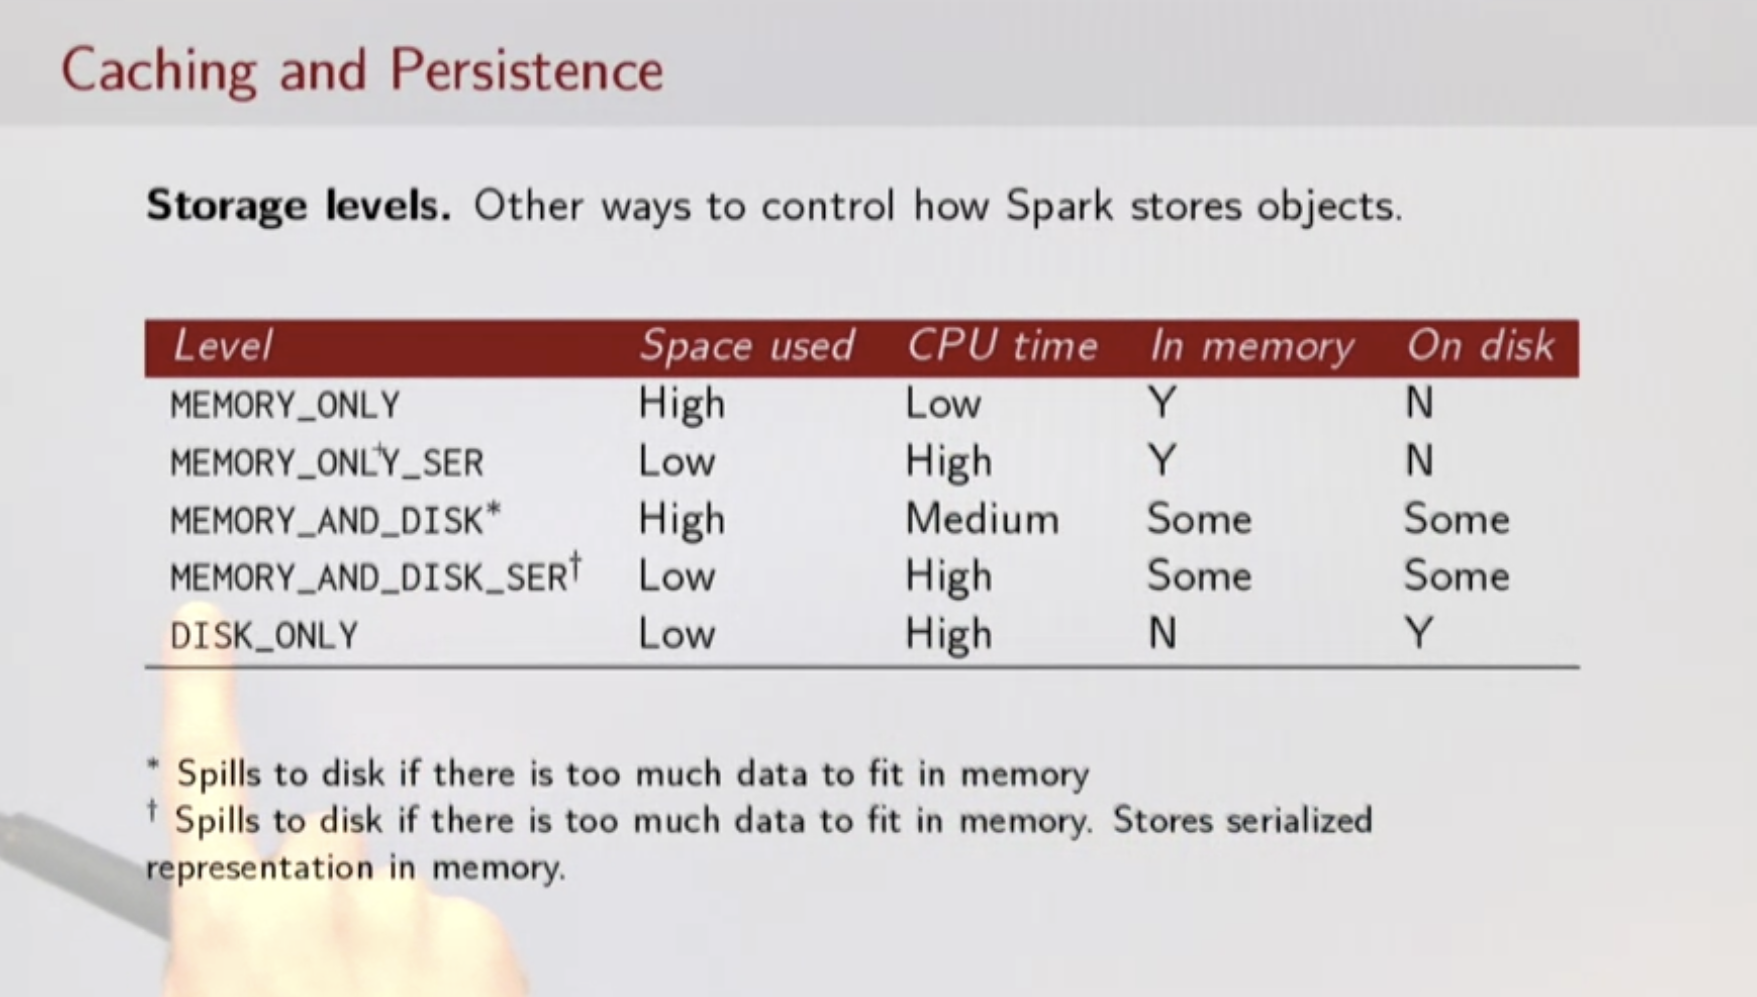 Caching and Persistence
Storage levels. Other ways to control how Spark stores objects.
Level Space used CPU time In memory On disk
MEMORY_ONLY High Low Y N
MEMORY_ONLY_SER Low High Y N
MEMORY_AND_DISK* High Medium Some Some
MEMORY_AND_DISK_SER† Low High Some Some
DISK_ONLY Low High N Y
* Spills to disk if there is too much data to fit in memory
† Spills to disk if there is too much data to fit in memory. Stores serialized
representation in memory.